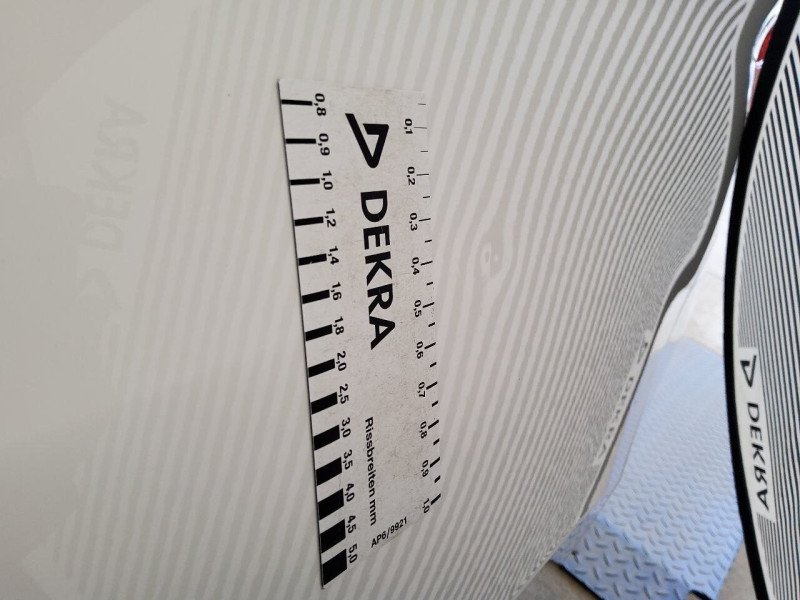 0,1 0,2 0,3 0,4 0,5 0,6 0,7 0,8 0,9 1,0
DEKRA
Rissbreiten mm
AP6/9921
0,8 0,9 1,0 1,2 1,4 1,6 1,8 2,0 2,5 3,0 3,5 4,0 4,5 5,0
DEKRA